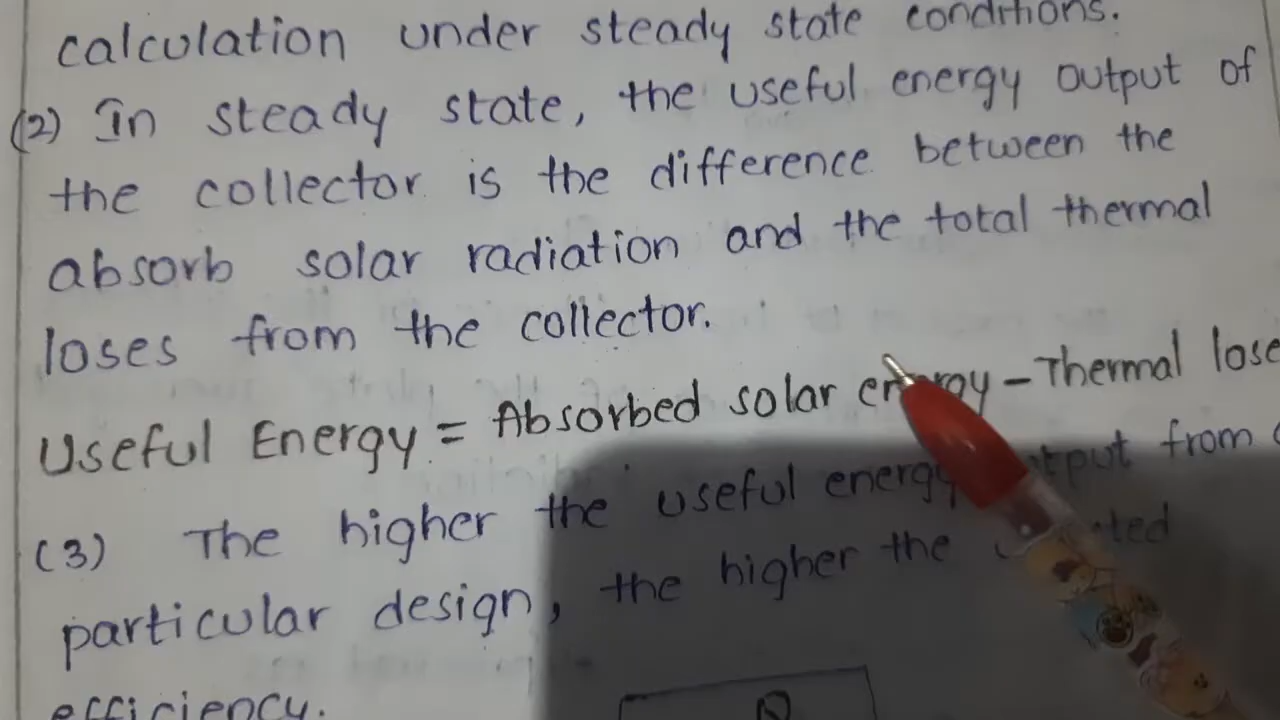 calculation under steady state conditions.
(2) In steady state, the useful energy output of
the collector is the difference between the
absorb solar radiation and the total thermal
loses from the collector.
Useful Energy = Absorbed solar energy - Thermal lose
(3) The higher the useful energy output from
particular design, the higher the
efficiency.